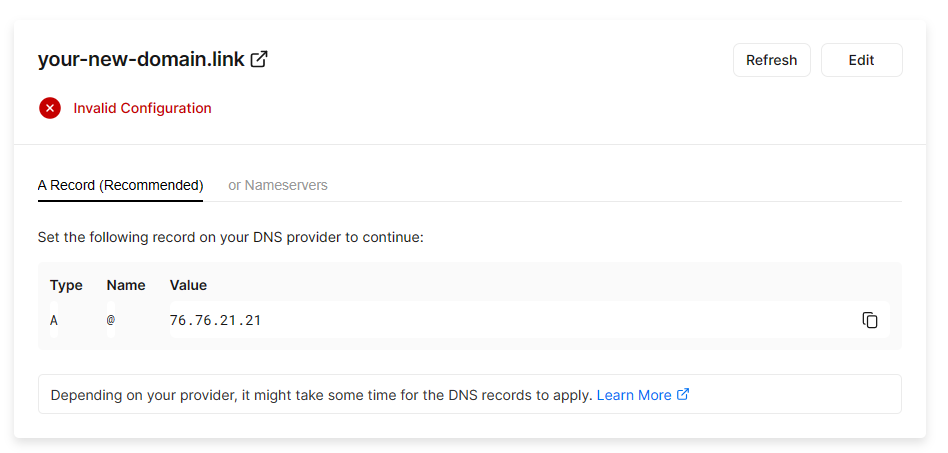 your-new-domain.link
Refresh
Edit
Invalid Configuration
A Record (Recommended)
or Nameservers
Set the following record on your DNS provider to continue:
Type Name Value
A @ 76.76.21.21
Depending on your provider, it might take some time for the DNS records to apply. Learn More